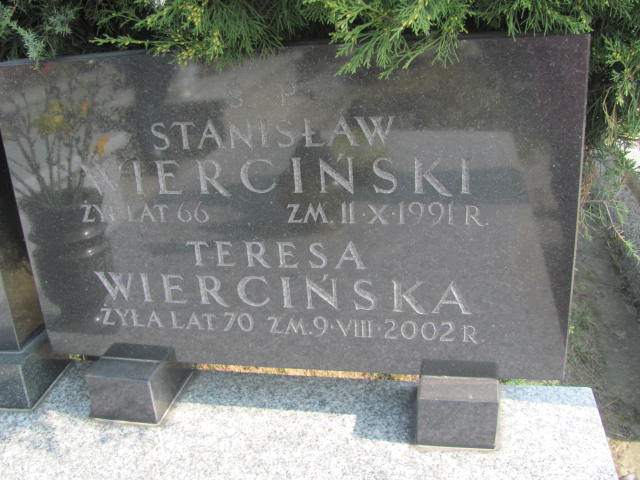 Ś P
STANISŁAW
WIERCIŃSKI
ŻYŁ LAT 66 ZM. 11·X·1991 R.
TERESA
WIERCIŃSKA
ŻYŁA LAT 70 ZM. 9·VIII·2002 R.